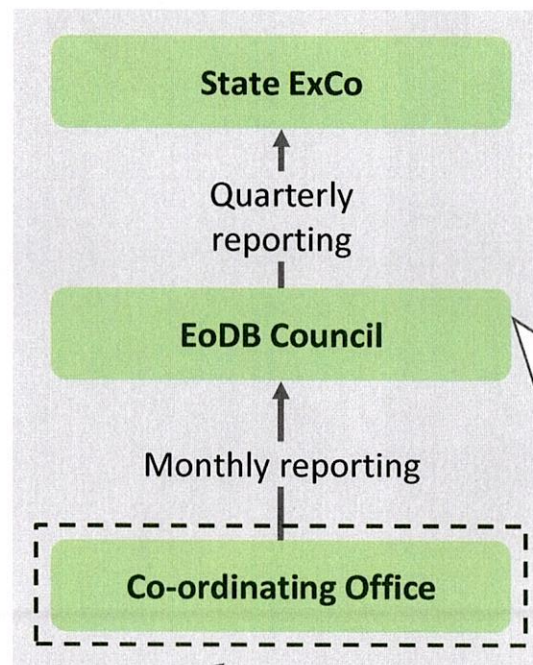 State ExCo
Quarterly
reporting
EoDB Council
Monthly reporting
Co-ordinating Office